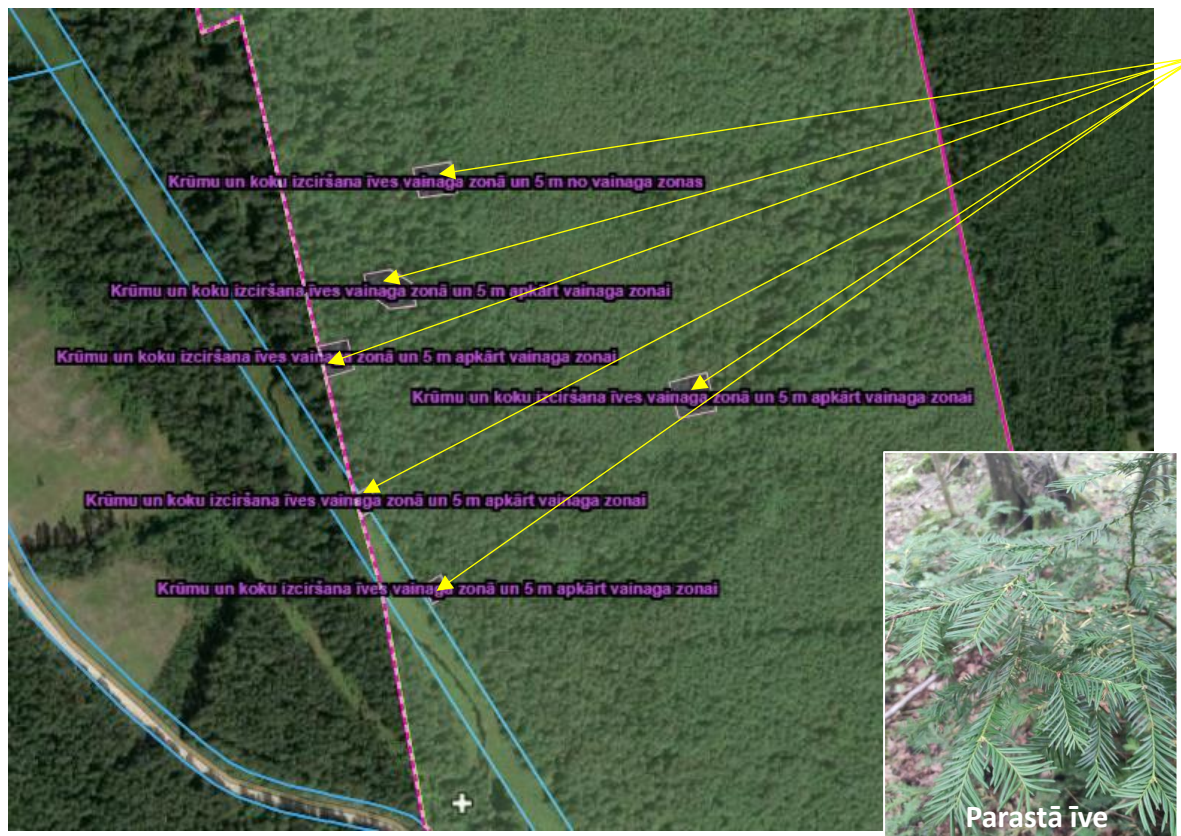 Krūmu un koku izciršana īves vainaga zonā un 5 m no vainaga zonas
Krūmu un koku izciršana īves vainaga zonā un 5 m apkārt vainaga zonai
Krūmu un koku izciršana īves vainaga zonā un 5 m apkārt vainaga zonai
Krūmu un koku izciršana īves vainaga zonā un 5 m apkārt vainaga zonai
Krūmu un koku izciršana īves vainaga zonā un 5 m apkārt vainaga zonai
Krūmu un koku izciršana īves vainaga zonā un 5 m apkārt vainaga zonai
Parastā īve